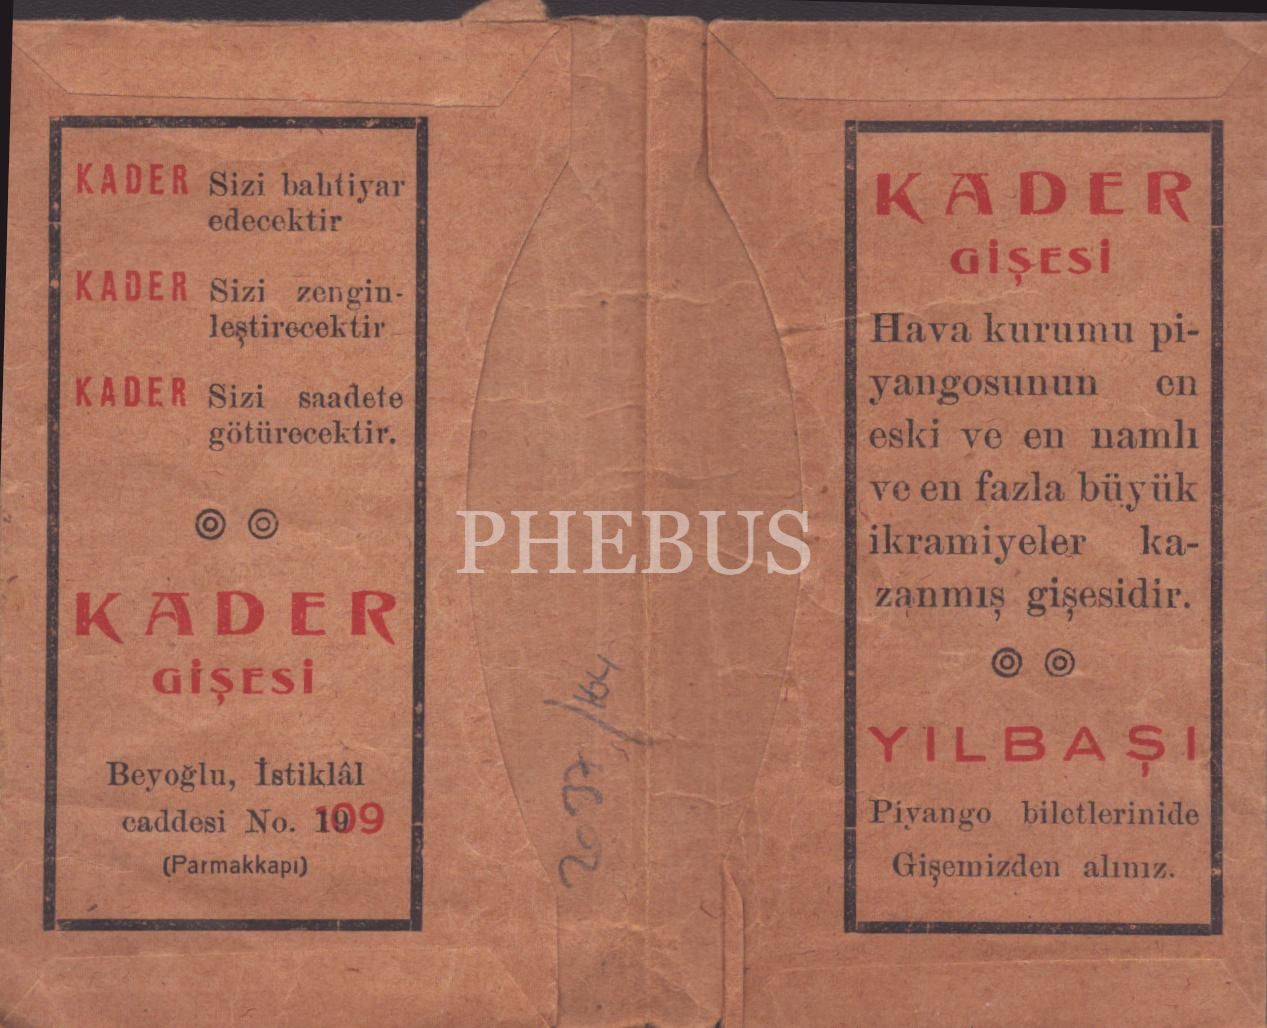 KADER Sizi bahtiyar
edecektir
KADER Sizi zengin-
leştirecektir
KADER Sizi saadete
götürecektir.
KADER
GİŞESİ
Beyoğlu, İstiklâl
caddesi No. 109
(Parmakkapı)
KADER
GİŞESİ
Hava kurumu pi-
yangosunun en
eski ve en namlı
ve en fazla büyük
ikramiyeler ka-
zanmış gişesidir.
YILBAŞI
Piyango biletlerinide
Gişemizden alınız.
PHEBUS
2037/164